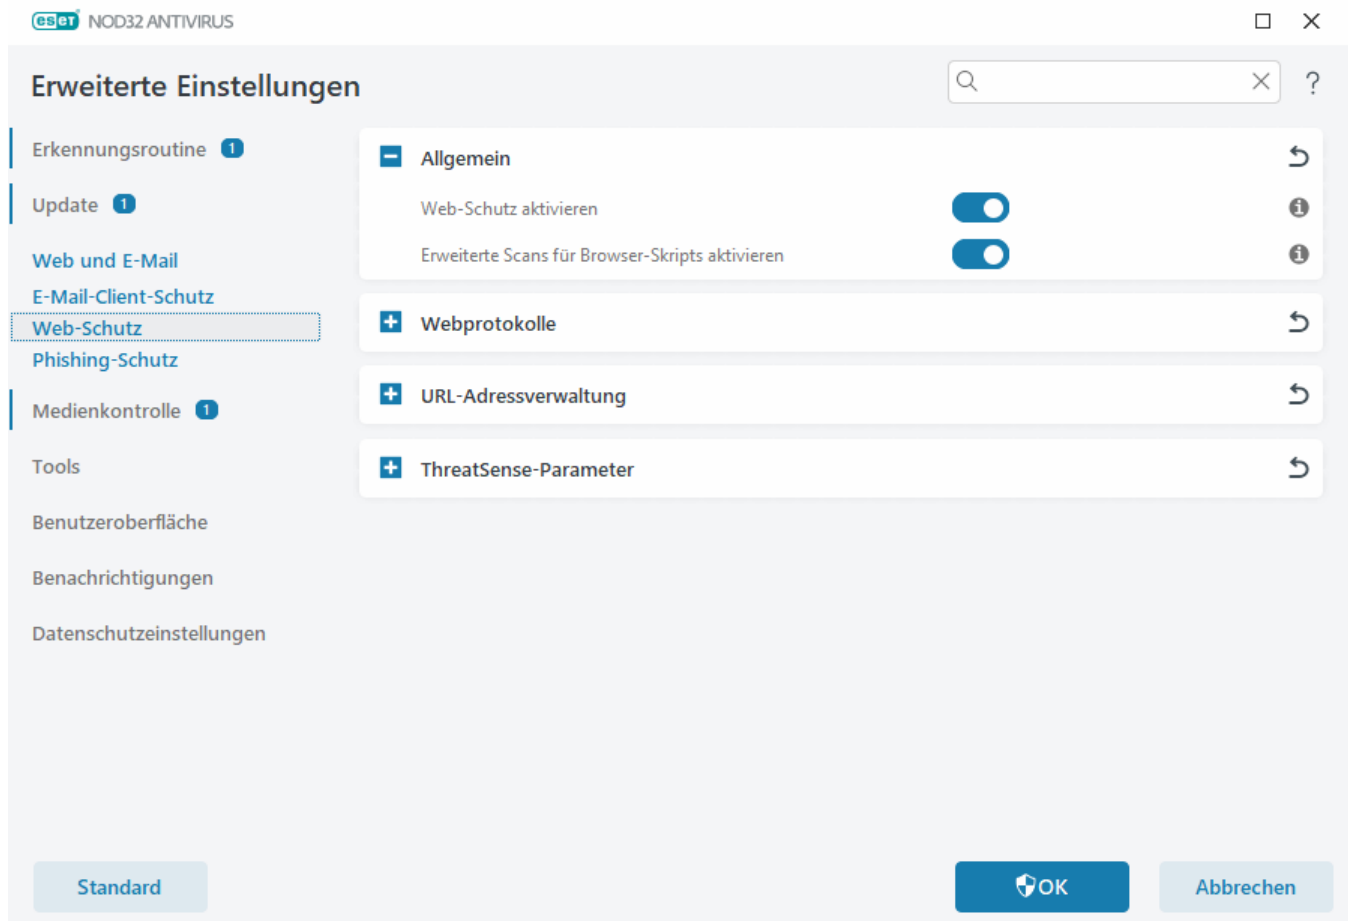 eset NOD32 ANTIVIRUS
Erweiterte Einstellungen
?
Erkennungsroutine 1
Update 1
Web und E-Mail
E-Mail-Client-Schutz
Web-Schutz
Phishing-Schutz
Medienkontrolle 1
Tools
Benutzeroberfläche
Benachrichtigungen
Datenschutzeinstellungen
Allgemein
Web-Schutz aktivieren
Erweiterte Scans für Browser-Skripts aktivieren
Webprotokolle
URL-Adressverwaltung
ThreatSense-Parameter
Standard
OK
Abbrechen